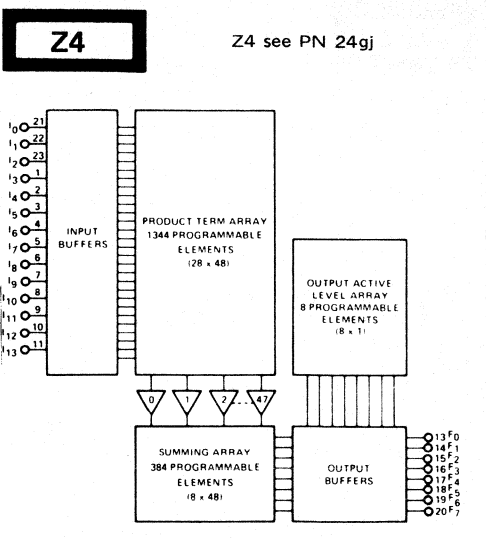 Z4
Z4 see PN 24gj
I0 21
I1 22
I2 23
I3 1
I4 2
I5 3
I6 4
I7 5
I8 6
I9 7
I10 8
I11 9
I12 10
I13 11
INPUT
BUFFERS
PRODUCT TERM ARRAY
1344 PROGRAMMABLE
ELEMENTS
(28 x 48)
OUTPUT ACTIVE
LEVEL ARRAY
8 PROGRAMMABLE
ELEMENTS
(8 x 1)
0 1 2 47
SUMMING ARRAY
384 PROGRAMMABLE
ELEMENTS
(8 x 48)
OUTPUT
BUFFERS
13 F0
14 F1
15 F2
16 F3
17 F4
18 F5
19 F6
20 F7